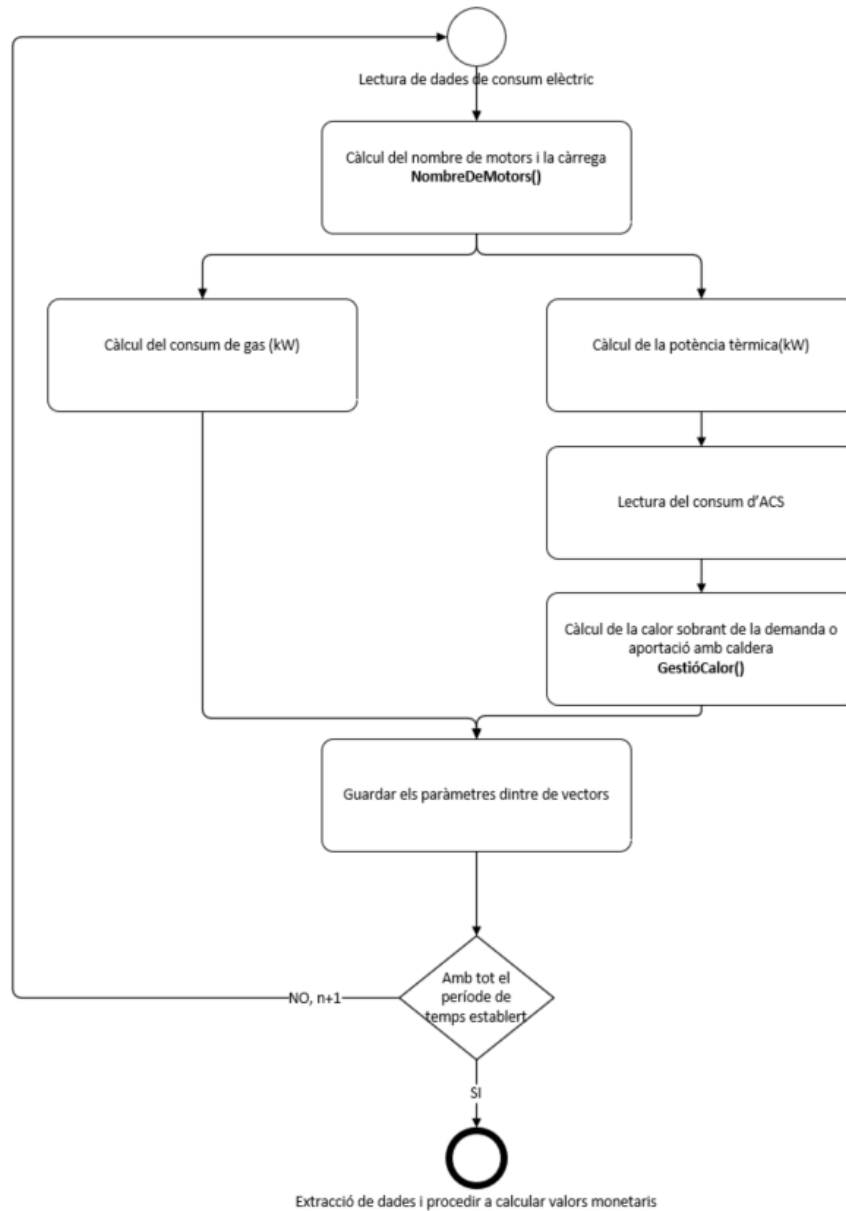 Lectura de dades de consum elèctric
Càlcul del nombre de motors i la càrrega
NombreDeMotors()
Càlcul del consum de gas (kW)
Càlcul de la potència tèrmica(kW)
Lectura del consum d'ACS
Càlcul de la calor sobrant de la demanda o
aportació amb caldera
GestióCalor()
Guardar els paràmetres dintre de vectors
Amb tot el
període de
temps establert
NO, n+1
SI
Extracció de dades i procedir a calcular valors monetaris